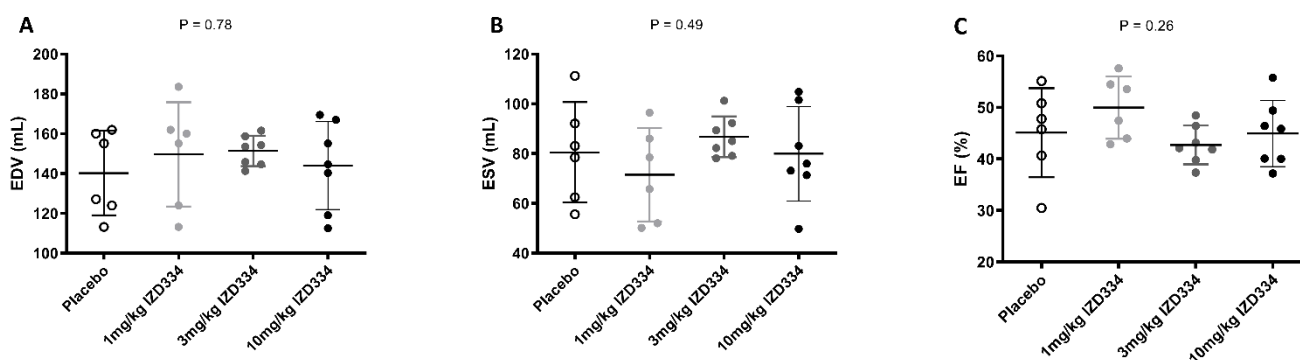 A
P = 0.78
EDV (mL)
200
180
160
140
120
100
Placebo
1mg/kg IZD334
3mg/kg IZD334
10mg/kg IZD334
B
P = 0.49
ESV (mL)
120
100
80
60
40
Placebo
1mg/kg IZD334
3mg/kg IZD334
10mg/kg IZD334
C
P = 0.26
EF (%)
60
50
40
30
20
Placebo
1mg/kg IZD334
3mg/kg IZD334
10mg/kg IZD334